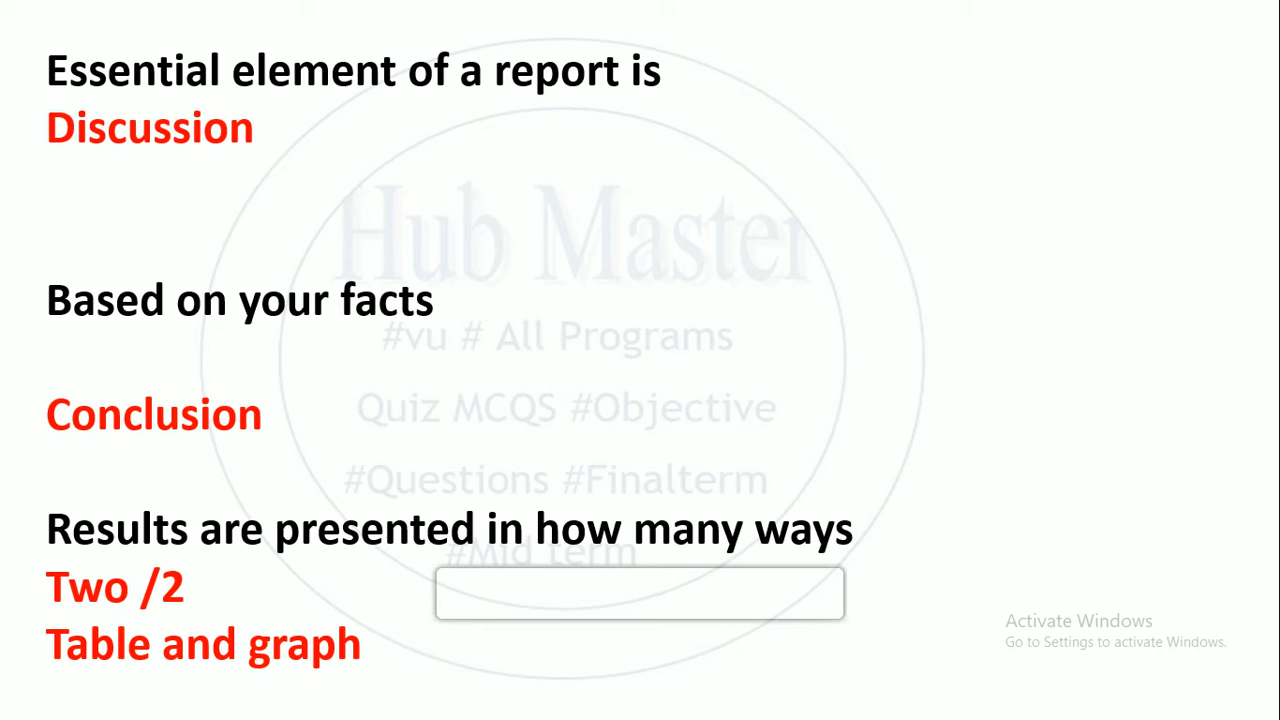 Essential element of a report is
Discussion
Hub Master
Based on your facts
#vu # All Programs
Quiz MCQS #Objective
Conclusion
#Questions #Finalterm
Results are presented in how many ways
#Mid term
Two /2
Table and graph
Activate Windows
Go to Settings to activate Windows.